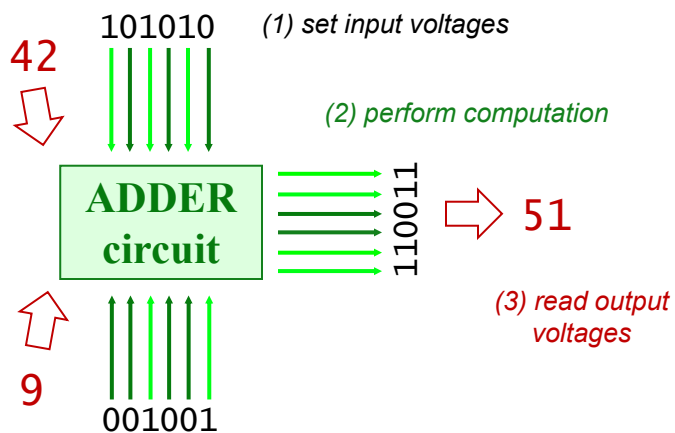 101010
(1) set input voltages
42
(2) perform computation
ADDER
circuit
110011
51
(3) read output
voltages
9
001001